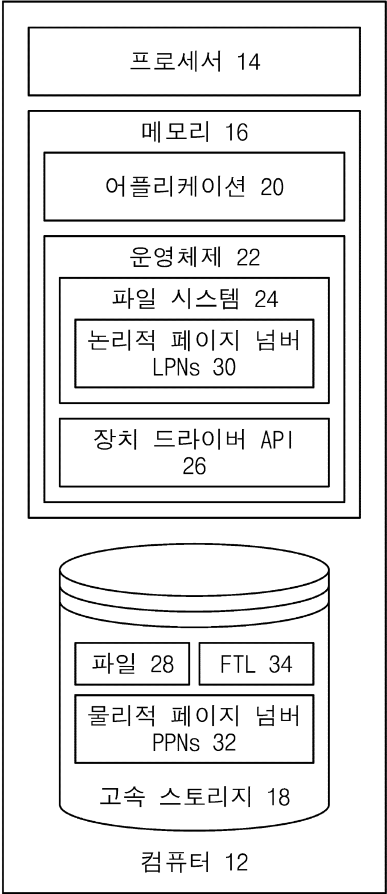 프로세서 14
메모리 16
어플리케이션 20
운영체제 22
파일 시스템 24
논리적 페이지 넘버
LPNs 30
장치 드라이버 API
26
파일 28
FTL 34
물리적 페이지 넘버
PPNs 32
고속 스토리지 18
컴퓨터 12